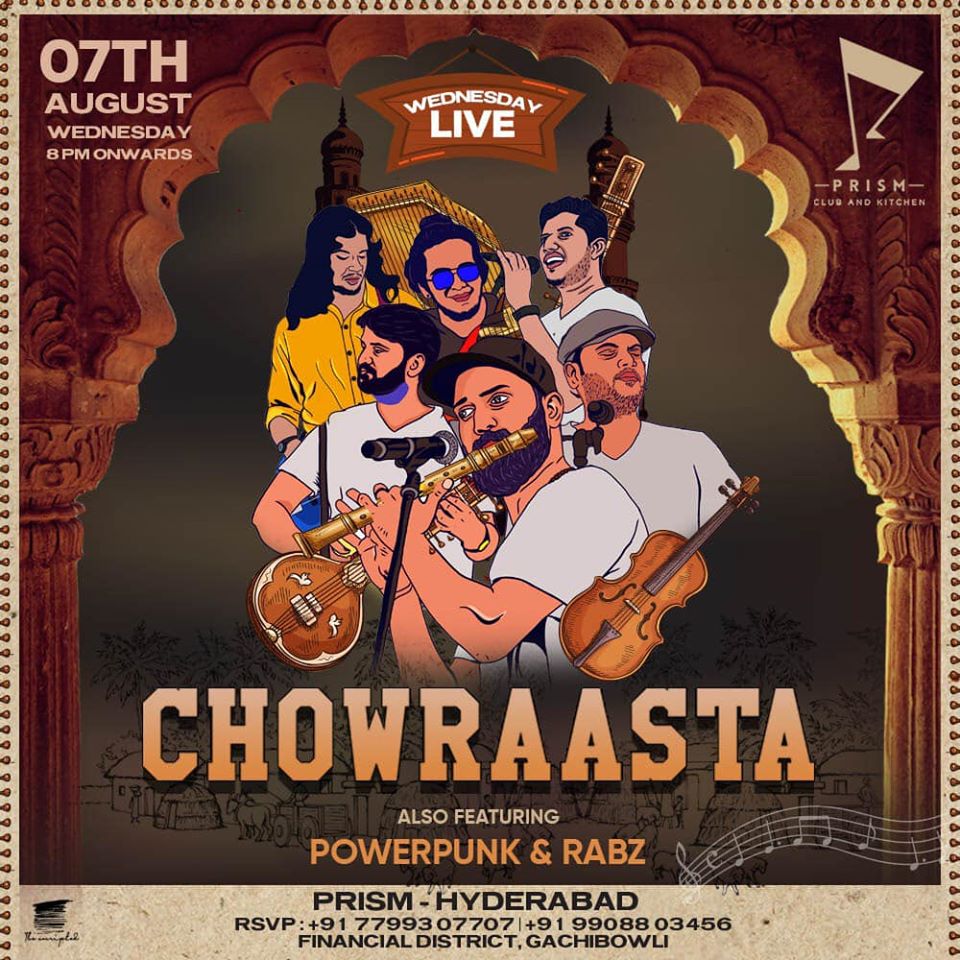 07TH
AUGUST
WEDNESDAY
8 PM ONWARDS
WEDNESDAY
LIVE
PRISM
CLUB AND KITCHEN
CHOWRAASTA
ALSO FEATURING
POWERPUNK & RABZ
PRISM - HYDERABAD
RSVP : +91 77993 07707 | +91 99088 03456
FINANCIAL DISTRICT, GACHIBOWLI